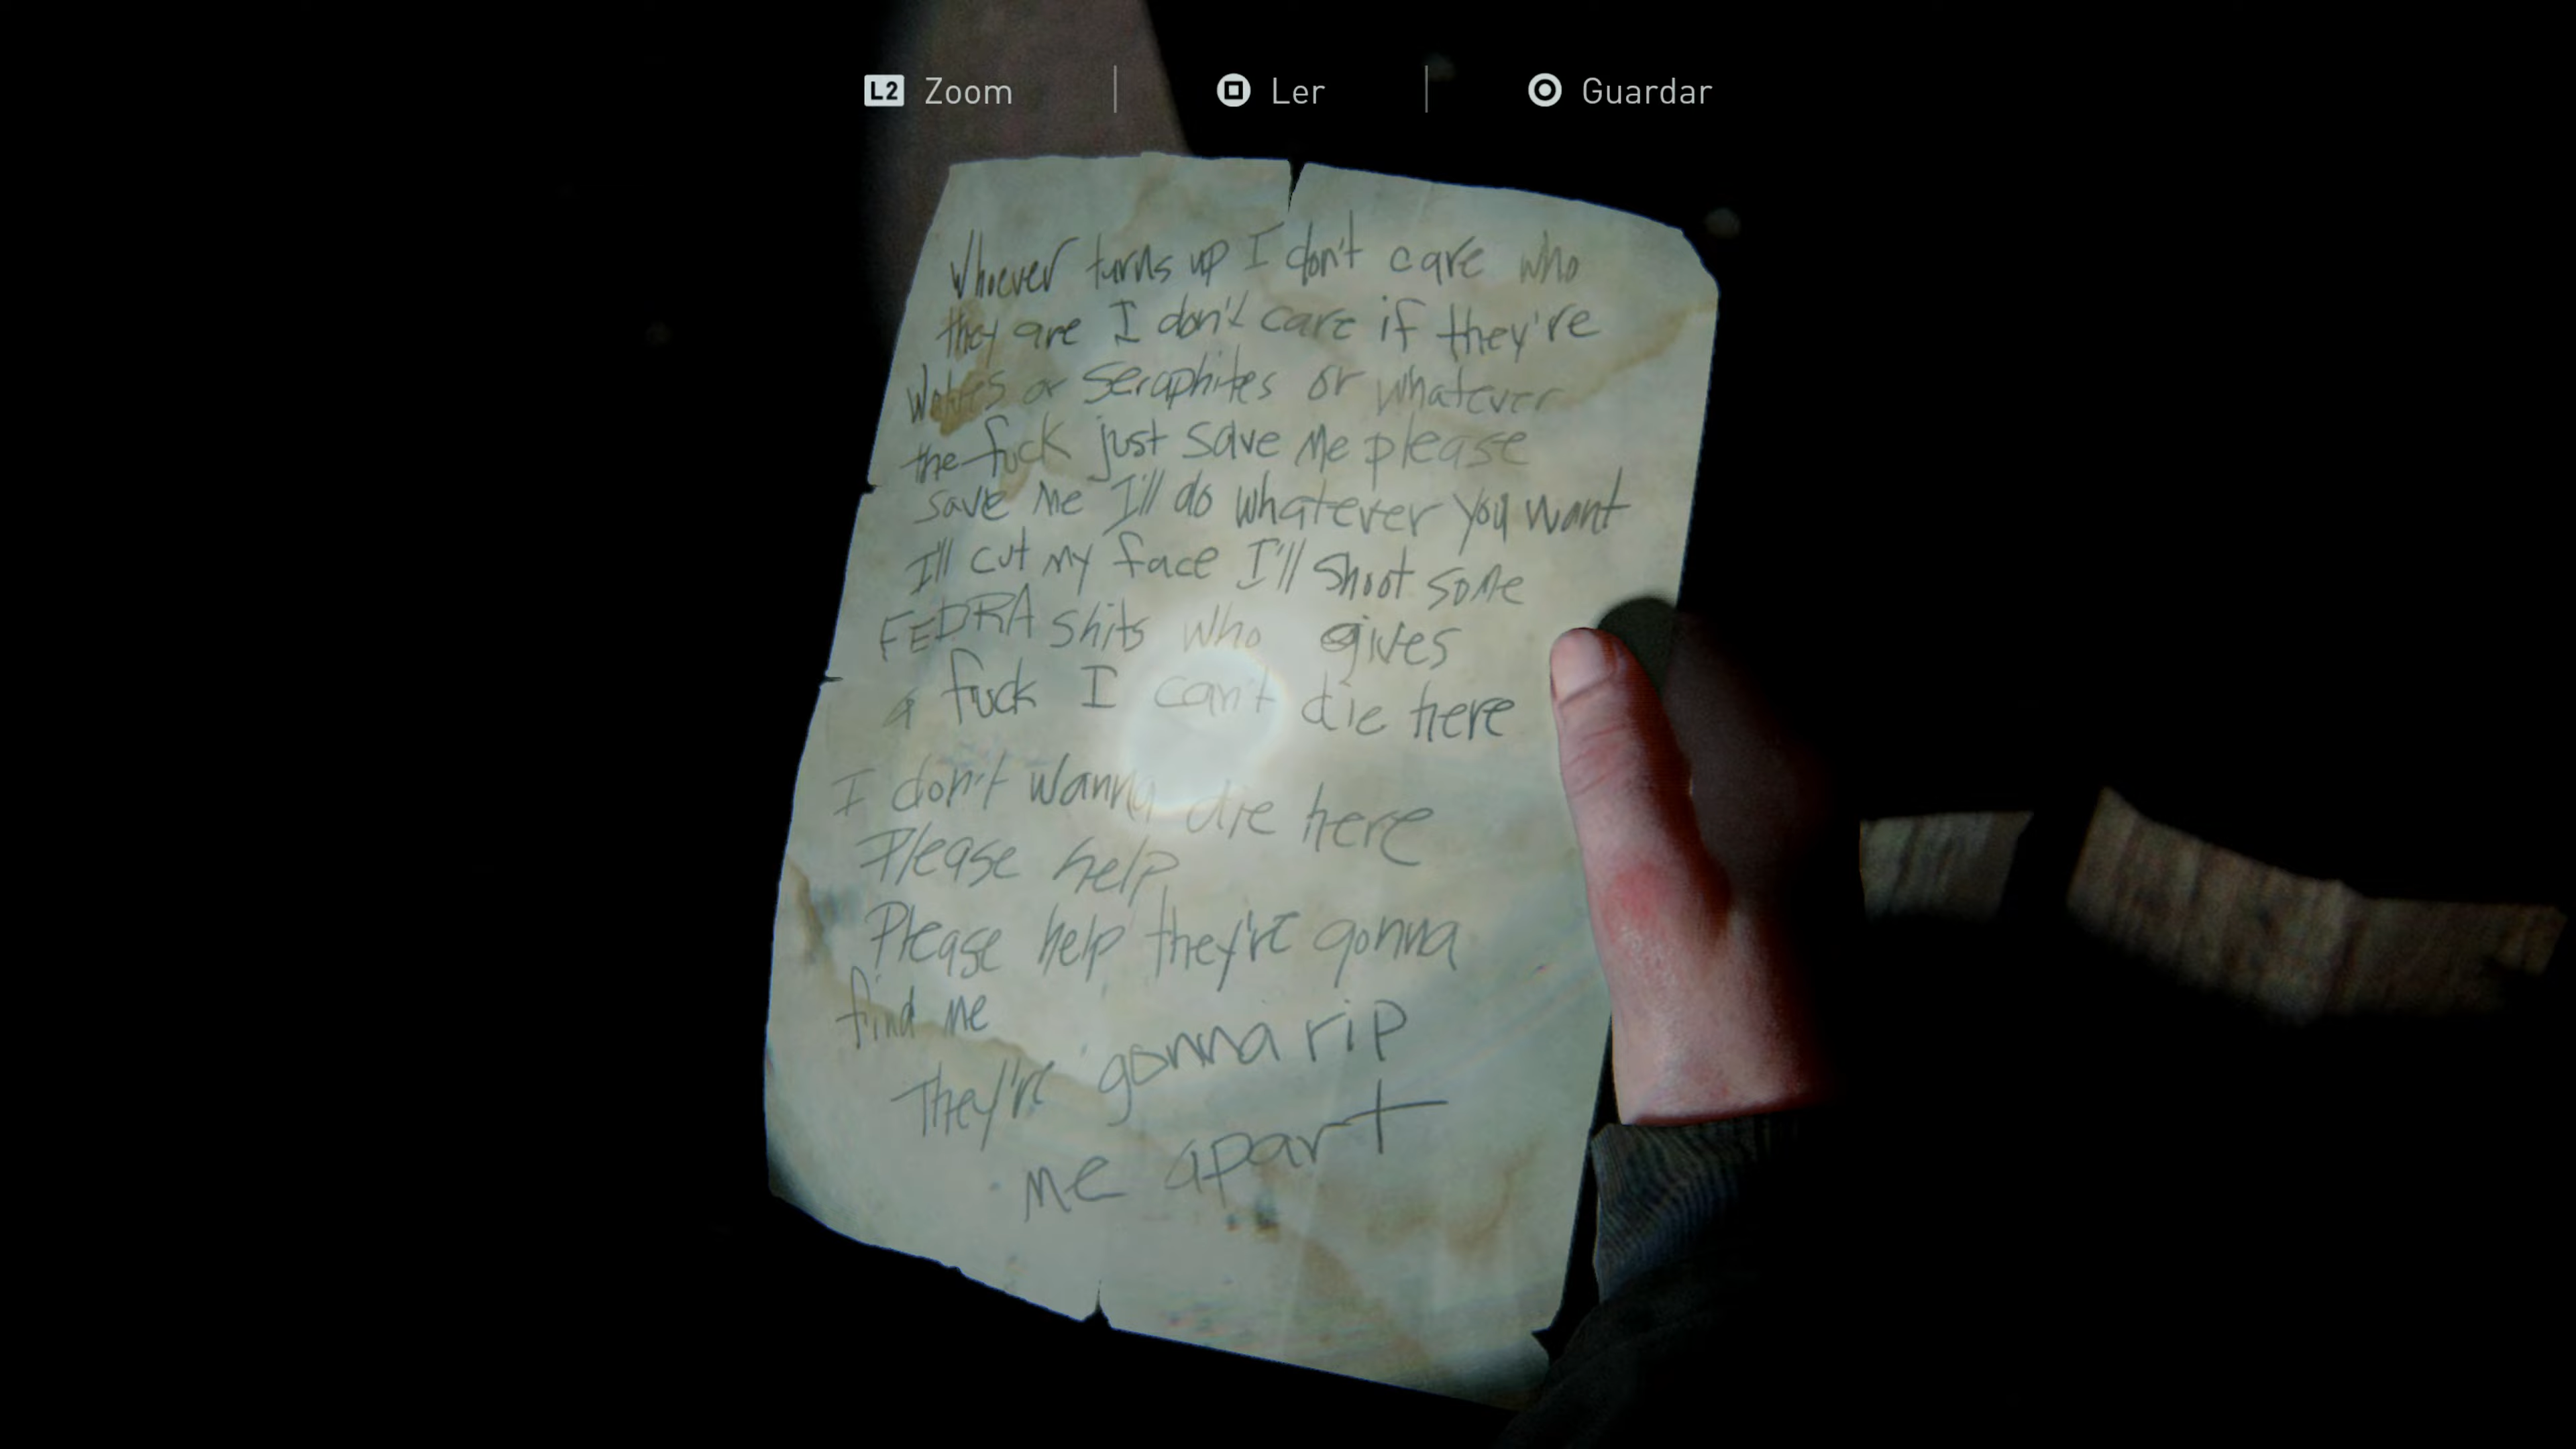 L2 Zoom | Ler | Guardar
Whoever turns up I don't care who
they are I don't care if they're
Wolves or Seraphites or whatever
the fuck just save me please
save me I'll do whatever you want
I'll cut my face I'll shoot some
FEDRA shits who gives
a fuck I can't die here
I don't wanna die here
Please help
Please help they're gonna
find me
They're gonna rip
me apart